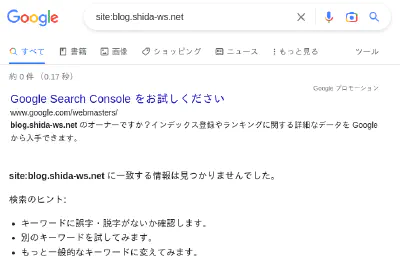 Google
site:blog.shida-ws.net
すべて 書籍 画像 ショッピング ニュース もっと見る ツール
約 0 件 (0.17 秒)
Google プロモーション
Google Search Console をお試しください
www.google.com/webmasters/
blog.shida-ws.net のオーナーですか？インデックス登録やランキングに関する詳細なデータを Google
から入手できます。
site:blog.shida-ws.net に一致する情報は見つかりませんでした。
検索のヒント:
キーワードに誤字・脱字がないか確認します。
別のキーワードを試してみます。
もっと一般的なキーワードに変えてみます。